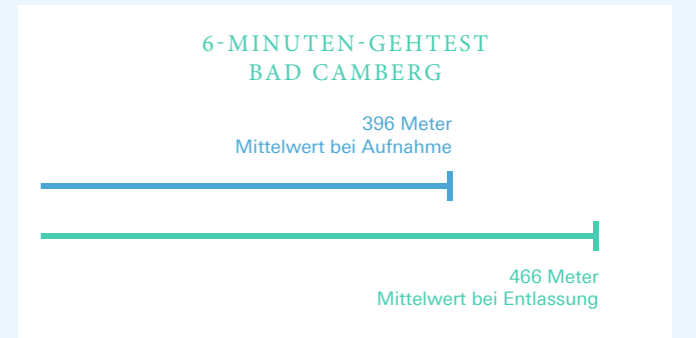 6-MINUTEN-GEHTEST
BAD CAMBERG
396 Meter
Mittelwert bei Aufnahme
466 Meter
Mittelwert bei Entlassung